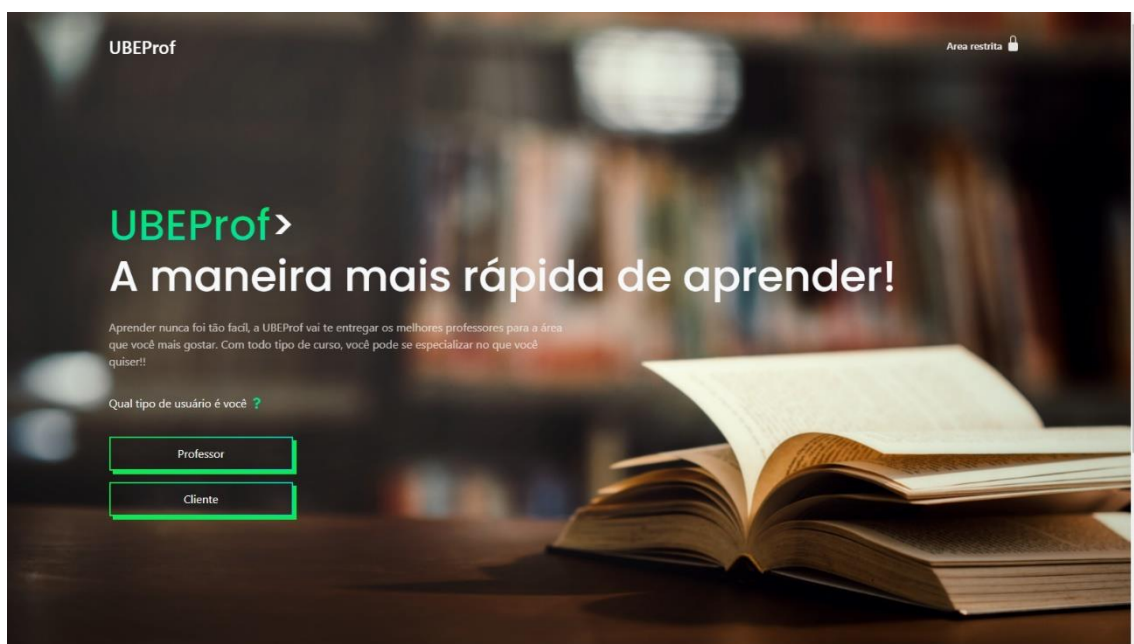 UBEProf
Area restrita
UBEProf>
A maneira mais rápida de aprender!
Aprender nunca foi tão facil, a UBEProf vai te entregar os melhores professores para a área
que você mais gostar. Com todo tipo de curso, você pode se especializar no que você
quiser!!
Qual tipo de usuário é você ?
Professor
Cliente